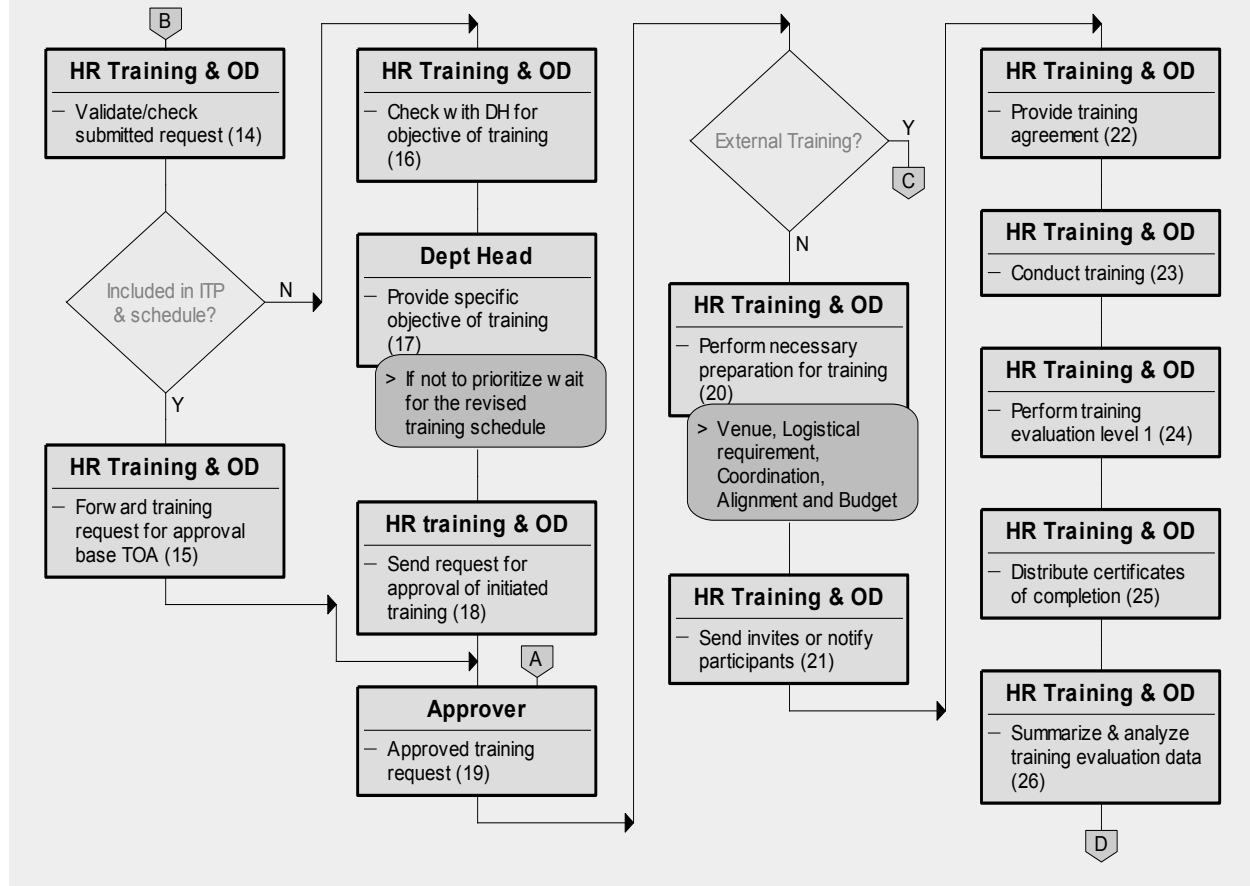 B
HR Training & OD
– Validate/check
submitted request (14)
Included in ITP
& schedule?
N
Y
HR Training & OD
– Forward training
request for approval
base TOA (15)
HR Training & OD
– Check with DH for
objective of training
(16)
Dept Head
– Provide specific
objective of training
(17)
> If not to prioritize wait
for the revised
training schedule
HR training & OD
– Send request for
approval of initiated
training (18)
A
Approver
– Approved training
request (19)
External Training?
Y
C
N
HR Training & OD
– Perform necessary
preparation for training
(20)
> Venue, Logistical
requirement,
Coordination,
Alignment and Budget
HR Training & OD
– Send invites or notify
participants (21)
HR Training & OD
– Provide training
agreement (22)
HR Training & OD
– Conduct training (23)
HR Training & OD
– Perform training
evaluation level 1 (24)
HR Training & OD
– Distribute certificates
of completion (25)
HR Training & OD
– Summarize & analyze
training evaluation data
(26)
D